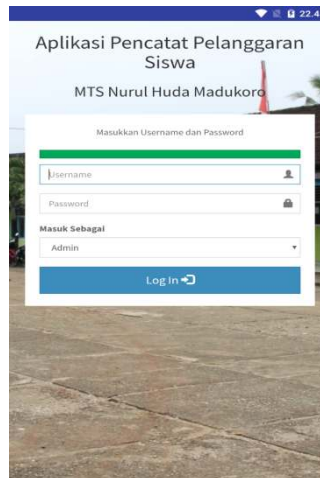 22.4
Aplikasi Pencatat Pelanggaran
Siswa
MTS Nurul Huda Madukoro
Masukkan Username dan Password
Username
Password
Masuk Sebagai
Admin
Log In